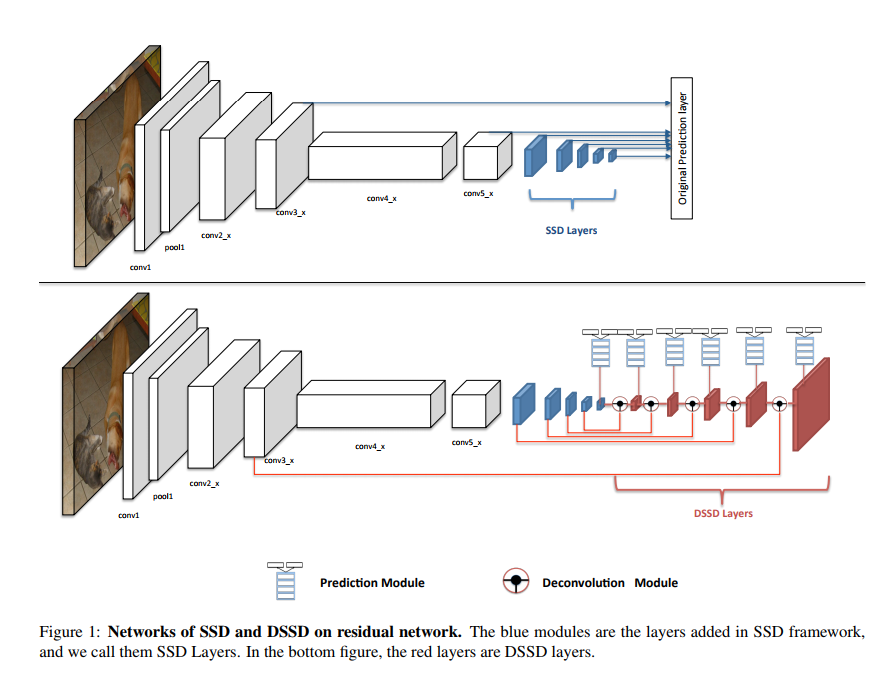 Original Prediction layer
conv3_x
conv4_x
conv5_x
conv2_x
SSD Layers
pool1
conv1
conv3_x
conv4_x
conv5_x
conv2_x
pool1
conv1
DSSD Layers
Prediction Module
Deconvolution Module
Figure 1: Networks of SSD and DSSD on residual network. The blue modules are the layers added in SSD framework,
and we call them SSD Layers. In the bottom figure, the red layers are DSSD layers.